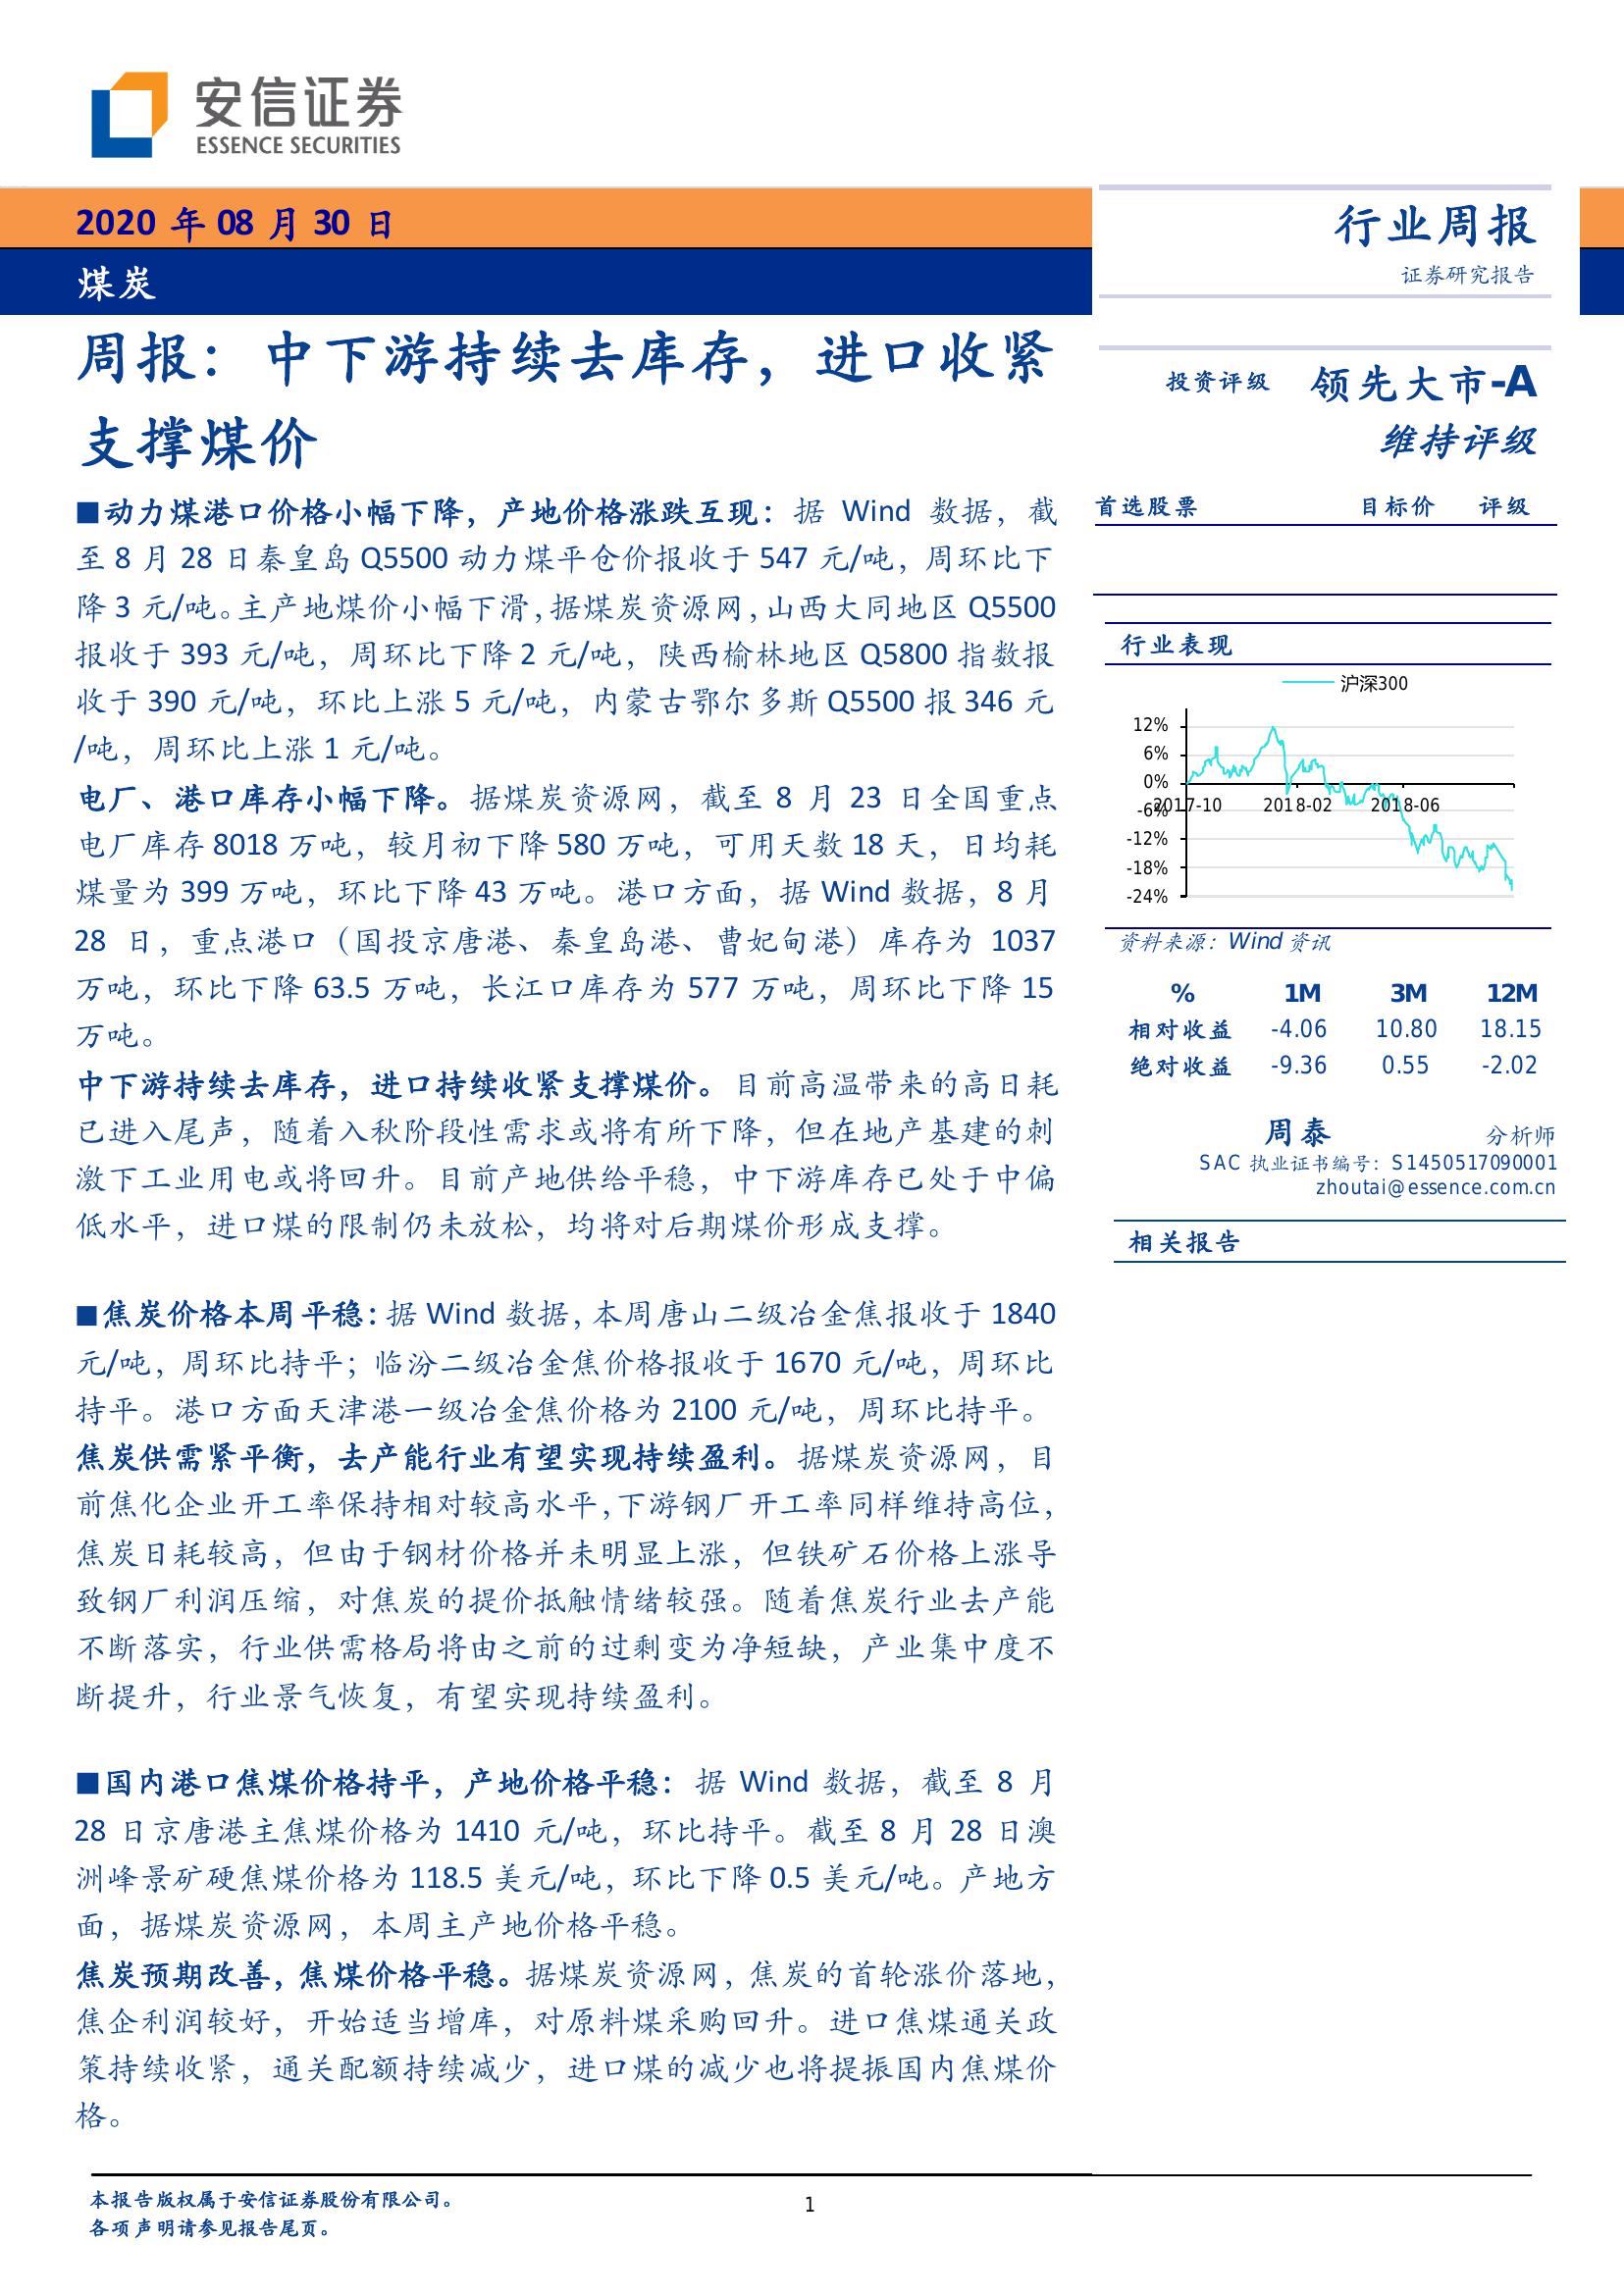 安信证券
ESSENCE SECURITIES
2020 年 08 月 30 日
煤炭
周报：中下游持续去库存，进口收紧
支撑煤价
■动力煤港口价格小幅下降，产地价格涨跌互现：据 Wind 数据，截
至 8 月 28 日秦皇岛 Q5500 动力煤平仓价报收于 547 元/吨，周环比下
降 3 元/吨。主产地煤价小幅下滑，据煤炭资源网，山西大同地区 Q5500
报收于 393 元/吨，周环比下降 2 元/吨，陕西榆林地区 Q5800 指数报
收于 390 元/吨，环比上涨 5 元/吨，内蒙古鄂尔多斯 Q5500 报 346 元
/吨，周环比上涨 1 元/吨。
电厂、港口库存小幅下降。据煤炭资源网，截至 8 月 23 日全国重点
电厂库存 8018 万吨，较月初下降 580 万吨，可用天数 18 天，日均耗
煤量为 399 万吨，环比下降 43 万吨。港口方面，据 Wind 数据，8 月
28 日，重点港口（国投京唐港、秦皇岛港、曹妃甸港）库存为 1037
万吨，环比下降 63.5 万吨，长江口库存为 577 万吨，周环比下降 15
万吨。
中下游持续去库存，进口持续收紧支撑煤价。目前高温带来的高日耗
已进入尾声，随着入秋阶段性需求或将有所下降，但在地产基建的刺
激下工业用电或将回升。目前产地供给平稳，中下游库存已处于中偏
低水平，进口煤的限制仍未放松，均将对后期煤价形成支撑。
■焦炭价格本周平稳：据 Wind 数据，本周唐山二级冶金焦报收于 1840
元/吨，周环比持平；临汾二级冶金焦价格报收于 1670 元/吨，周环比
持平。港口方面天津港一级冶金焦价格为 2100 元/吨，周环比持平。
焦炭供需紧平衡，去产能行业有望实现持续盈利。据煤炭资源网，目
前焦化企业开工率保持相对较高水平，下游钢厂开工率同样维持高位，
焦炭日耗较高，但由于钢材价格并未明显上涨，但铁矿石价格上涨导
致钢厂利润压缩，对焦炭的提价抵触情绪较强。随着焦炭行业去产能
不断落实，行业供需格局将由之前的过剩变为净短缺，产业集中度不
断提升，行业景气恢复，有望实现持续盈利。
■国内港口焦煤价格持平，产地价格平稳：据 Wind 数据，截至 8 月
28 日京唐港主焦煤价格为 1410 元/吨，环比持平。截至 8 月 28 日澳
洲峰景矿硬焦煤价格为 118.5 美元/吨，环比下降 0.5 美元/吨。产地方
面，据煤炭资源网，本周主产地价格平稳。
焦炭预期改善，焦煤价格平稳。据煤炭资源网，焦炭的首轮涨价落地，
焦企利润较好，开始适当增库，对原料煤采购回升。进口焦煤通关政
策持续收紧，通关配额持续减少，进口煤的减少也将提振国内焦煤价
格。
行业周报
证券研究报告
投资评级 领先大市-A
维持评级
首选股票 目标价 评级
行业表现
沪深300
12%
6%
0%
-6%
-12%
-18%
-24%
2017-10 2018-02 2018-06
资料来源：Wind 资讯
% 1M 3M 12M
相对收益 -4.06 10.80 18.15
绝对收益 -9.36 0.55 -2.02
周泰 分析师
SAC 执业证书编号：S1450517090001
zhoutai@essence.com.cn
相关报告
本报告版权属于安信证券股份有限公司。
各项声明请参见报告尾页。
1